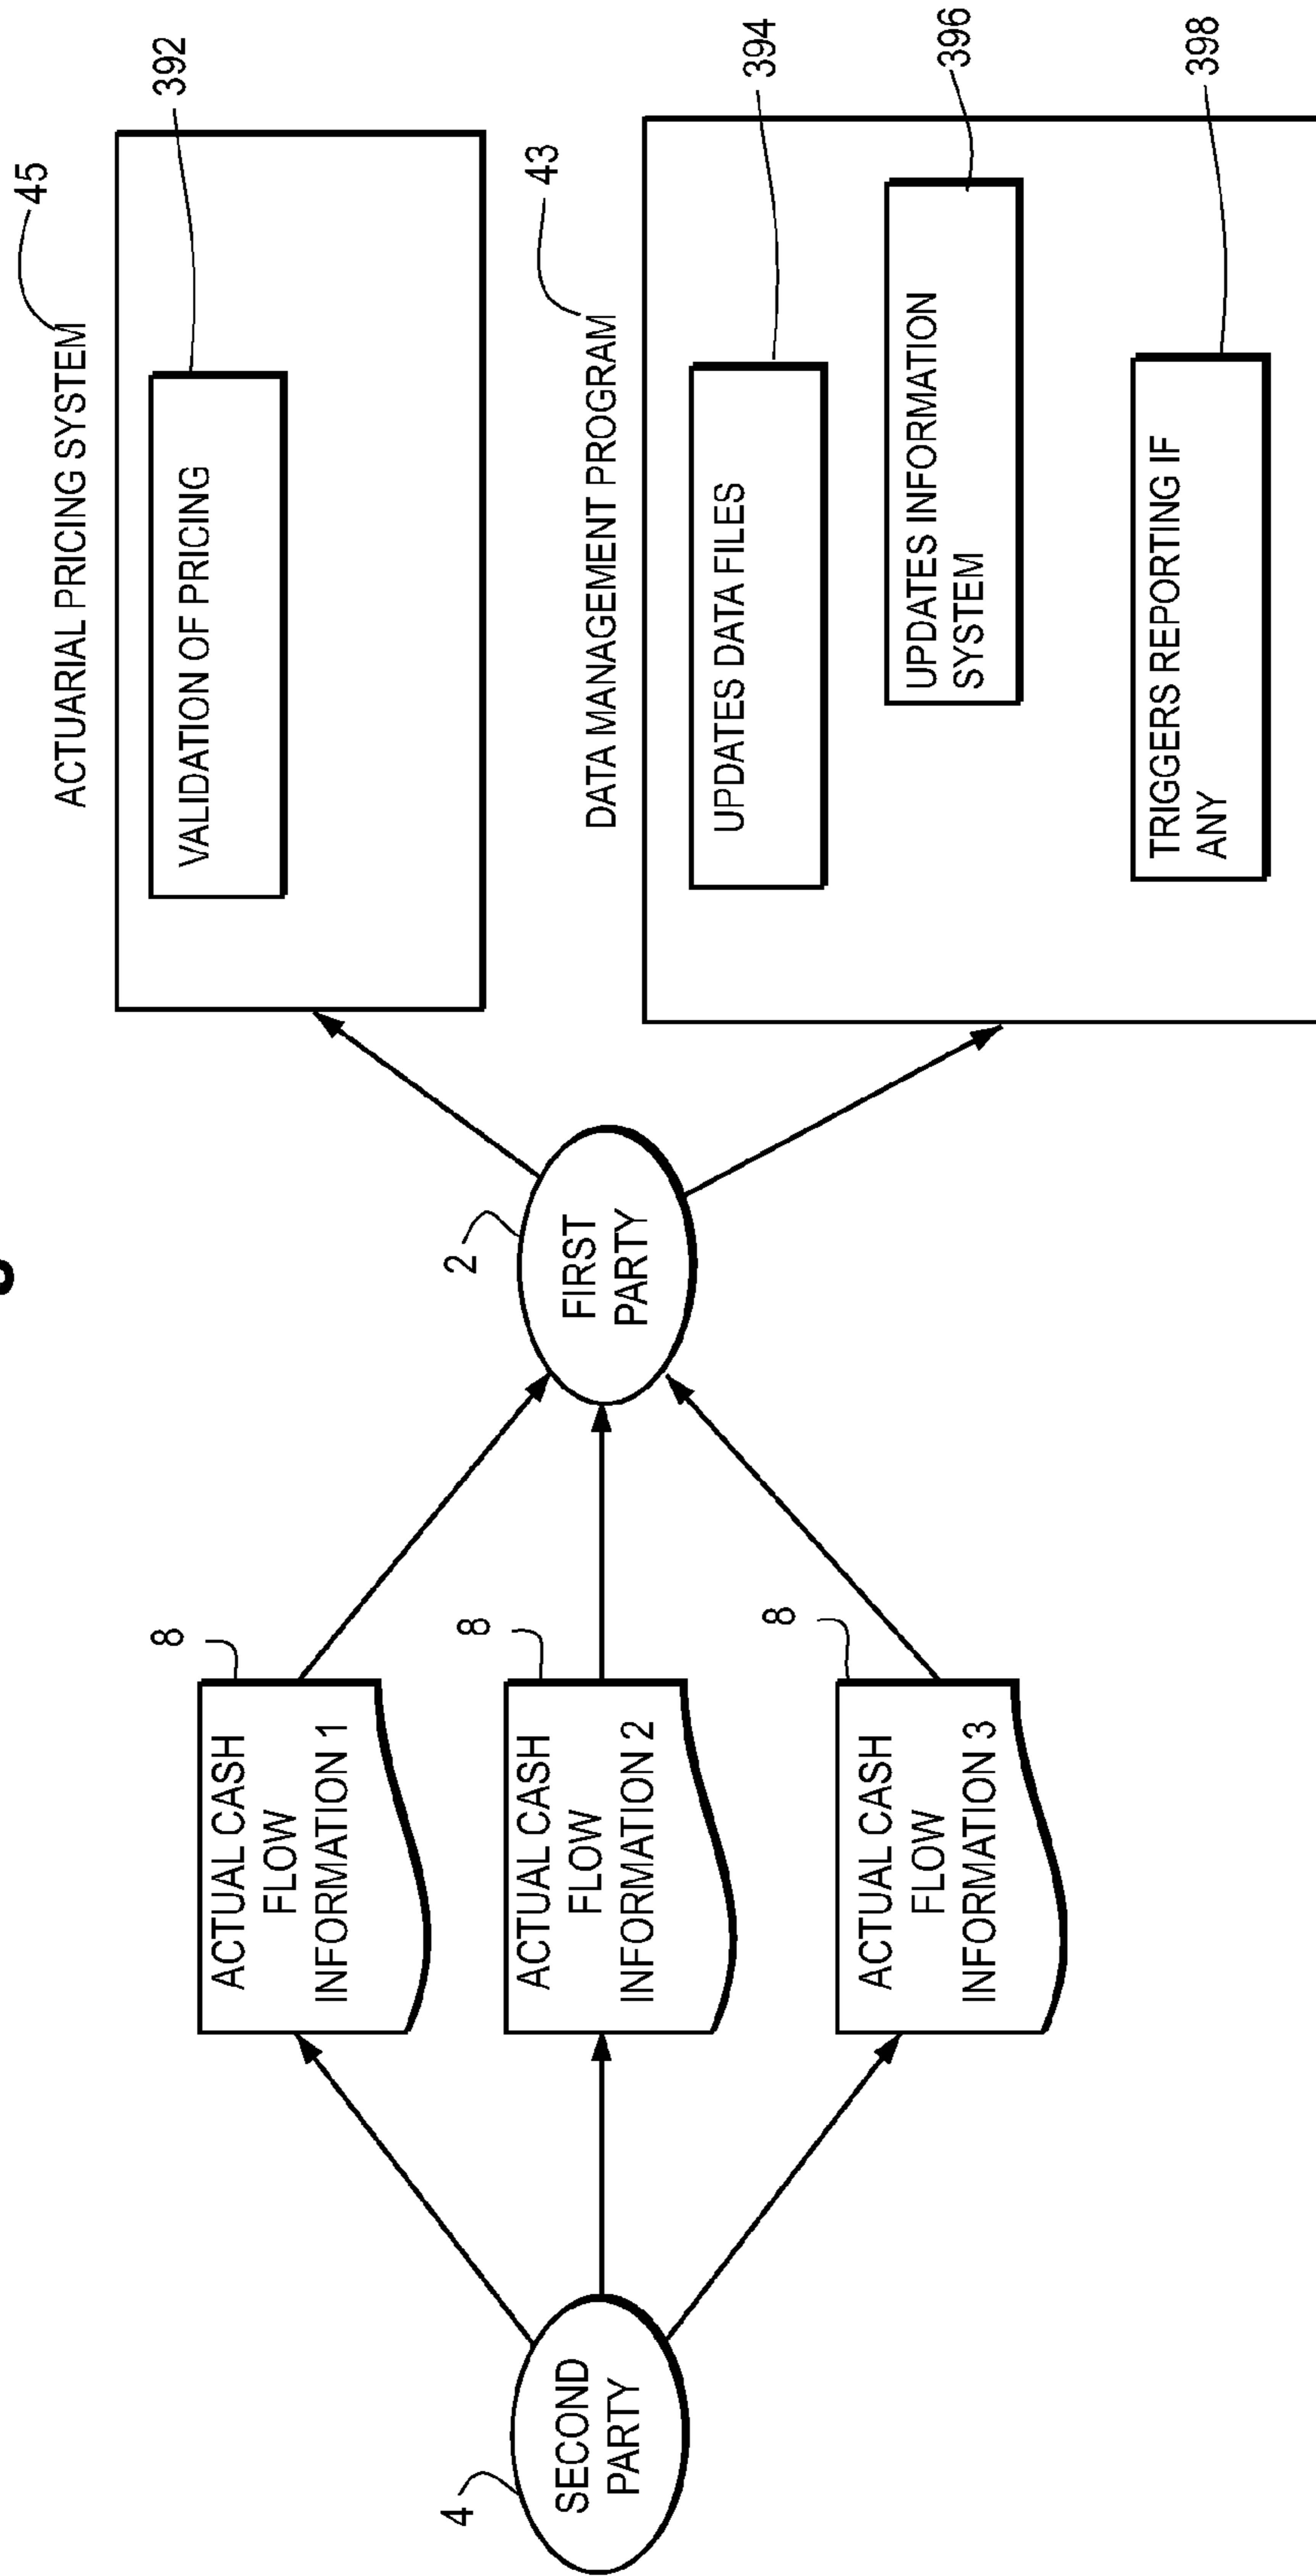 4
SECOND
PARTY
8
ACTUAL CASH
FLOW
INFORMATION 1
8
ACTUAL CASH
FLOW
INFORMATION 2
8
ACTUAL CASH
FLOW
INFORMATION 3
2
FIRST
PARTY
ACTUARIAL PRICING SYSTEM
45
VALIDATION OF PRICING
392
DATA MANAGEMENT PROGRAM
43
UPDATES DATA FILES
394
UPDATES INFORMATION
SYSTEM
396
TRIGGERS REPORTING IF
ANY
398